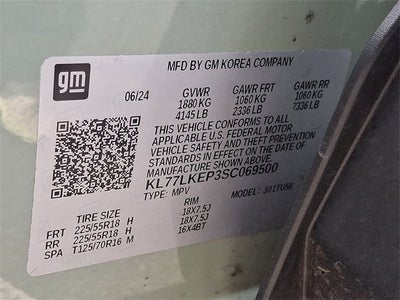 gm
MFD BY GM KOREA COMPANY
06/24 GVWR GAWR FRT GAWR RR
1880 KG 1060 KG 1060 KG
4145 LB 2336 LB 2336 LB
THIS VEHICLE CONFORMS TO ALL
APPLICABLE U.S. FEDERAL MOTOR
VEHICLE SAFETY AND THEFT PREVENTION
STANDARDS IN EFFECT ON THE DATE OF
MANUFACTURE SHOWN ABOVE.
KL77LKEP3SC069500
TYPE: MPV MODEL: 301TU58
TIRE SIZE RIM
FRT 225/55R18 H 18X7.5J
RR 225/55R18 H 18X7.5J
SPA T125/70R16 M 16X4BT